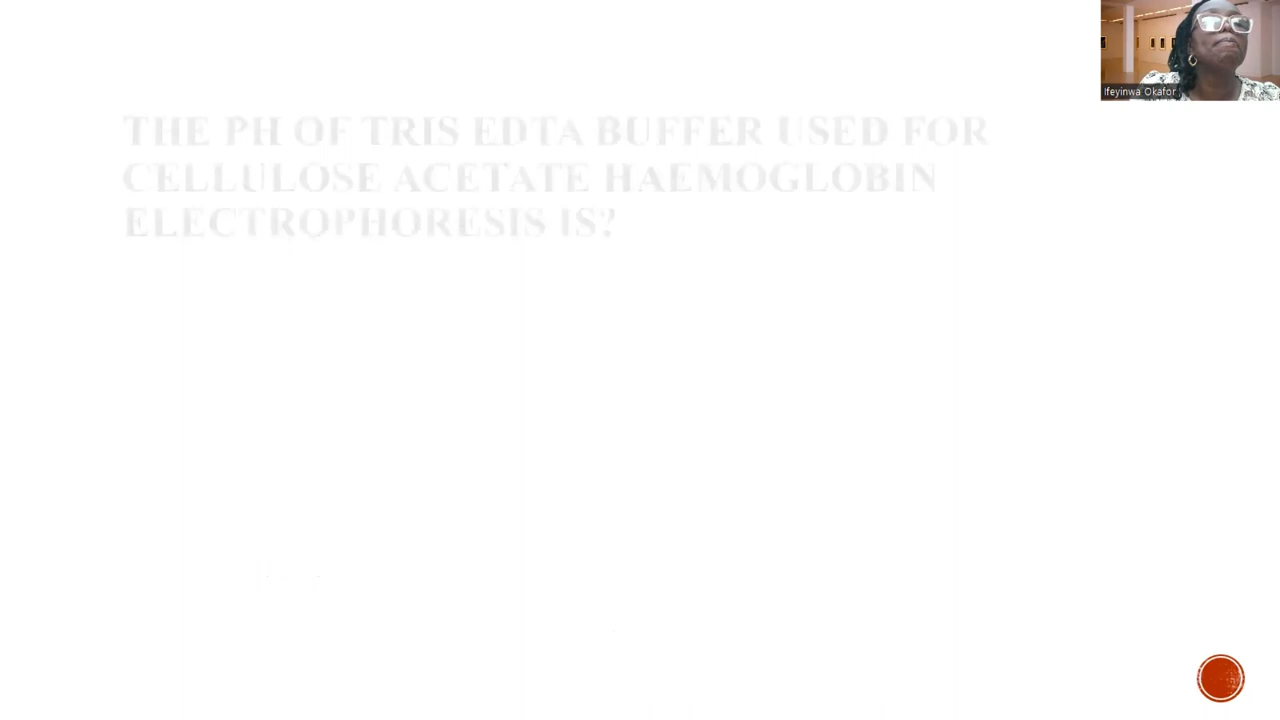 Ifeyinwa Okafor
THE PH OF TRIS EDTA BUFFER USED FOR
CELLULOSE ACETATE HAEMOGLOBIN
ELECTROPHORESIS IS?